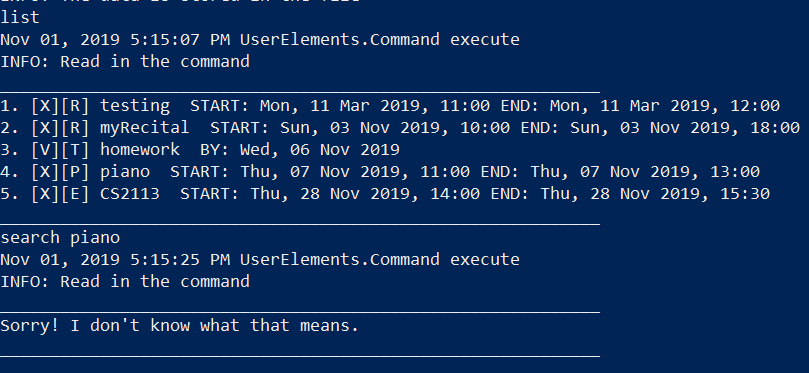 list
Nov 01, 2019 5:15:07 PM UserElements.Command execute
INFO: Read in the command
____________________________________________________________
1. [X][R] testing  START: Mon, 11 Mar 2019, 11:00 END: Mon, 11 Mar 2019, 12:00
2. [X][R] myRecital  START: Sun, 03 Nov 2019, 10:00 END: Sun, 03 Nov 2019, 18:00
3. [V][T] homework  BY: Wed, 06 Nov 2019
4. [X][P] piano  START: Thu, 07 Nov 2019, 11:00 END: Thu, 07 Nov 2019, 13:00
5. [X][E] CS2113  START: Thu, 28 Nov 2019, 14:00 END: Thu, 28 Nov 2019, 15:30
____________________________________________________________
search piano
Nov 01, 2019 5:15:25 PM UserElements.Command execute
INFO: Read in the command
____________________________________________________________
Sorry! I don't know what that means.
____________________________________________________________